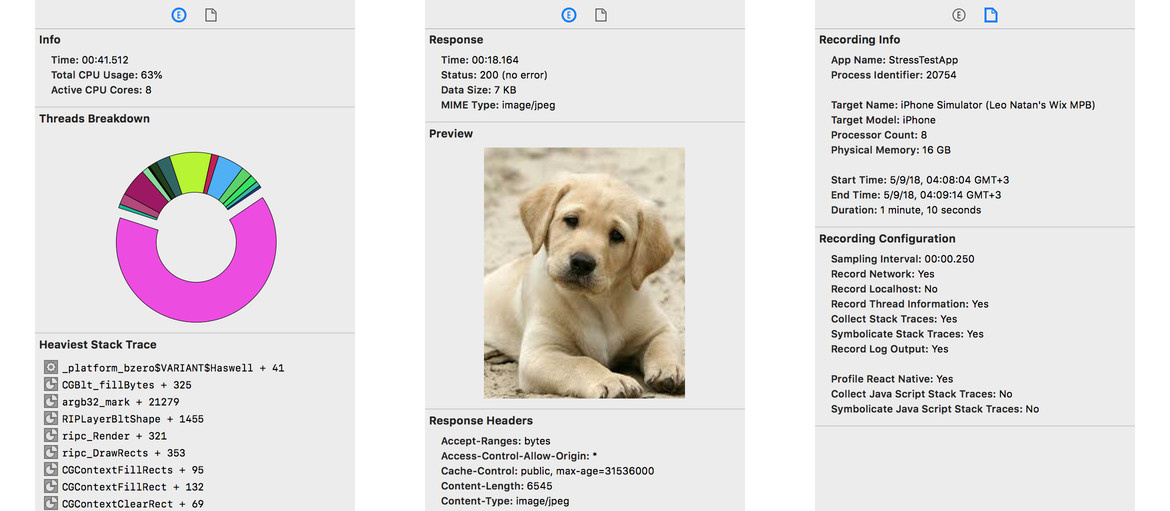 Info
Time: 00:41.512
Total CPU Usage: 63%
Active CPU Cores: 8
Threads Breakdown
Heaviest Stack Trace
_platform_bzero$VARIANT$Haswell + 41
CGBlt_fillBytes + 325
argb32_mark + 21279
RIPLayerBltShape + 1455
ripc_Render + 321
ripc_DrawRects + 353
CGContextFillRects + 95
CGContextFillRect + 132
CGContextClearRect + 69
Response
Time: 00:18.164
Status: 200 (no error)
Data Size: 7 KB
MIME Type: image/jpeg
Preview
Response Headers
Accept-Ranges: bytes
Access-Control-Allow-Origin: *
Cache-Control: public, max-age=31536000
Content-Length: 6545
Content-Type: image/jpeg
Recording Info
App Name: StressTestApp
Process Identifier: 20754
Target Name: iPhone Simulator (Leo Natan's Wix MPB)
Target Model: iPhone
Processor Count: 8
Physical Memory: 16 GB
Start Time: 5/9/18, 04:08:04 GMT+3
End Time: 5/9/18, 04:09:14 GMT+3
Duration: 1 minute, 10 seconds
Recording Configuration
Sampling Interval: 00:00.250
Record Network: Yes
Record Localhost: No
Record Thread Information: Yes
Collect Stack Traces: Yes
Symbolicate Stack Traces: Yes
Record Log Output: Yes
Profile React Native: Yes
Collect Java Script Stack Traces: No
Symbolicate Java Script Stack Traces: No